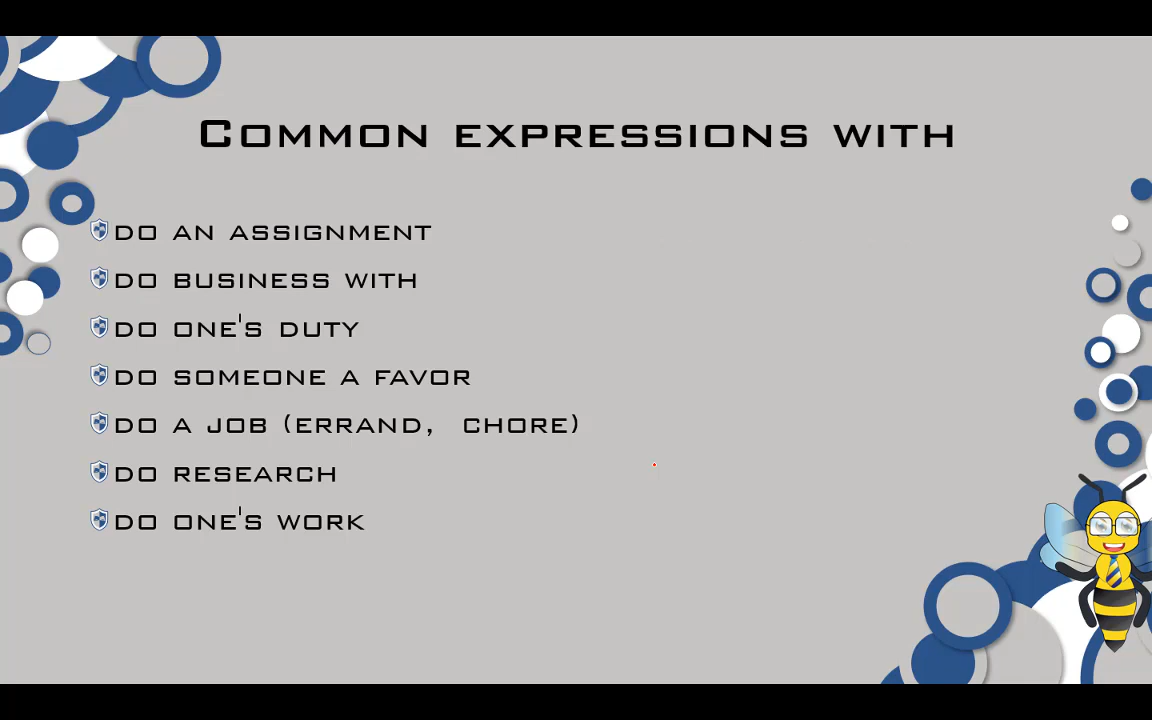 COMMON EXPRESSIONS WITH
DO AN ASSIGNMENT
DO BUSINESS WITH
DO ONE'S DUTY
DO SOMEONE A FAVOR
DO A JOB (ERRAND, CHORE)
DO RESEARCH
DO ONE'S WORK